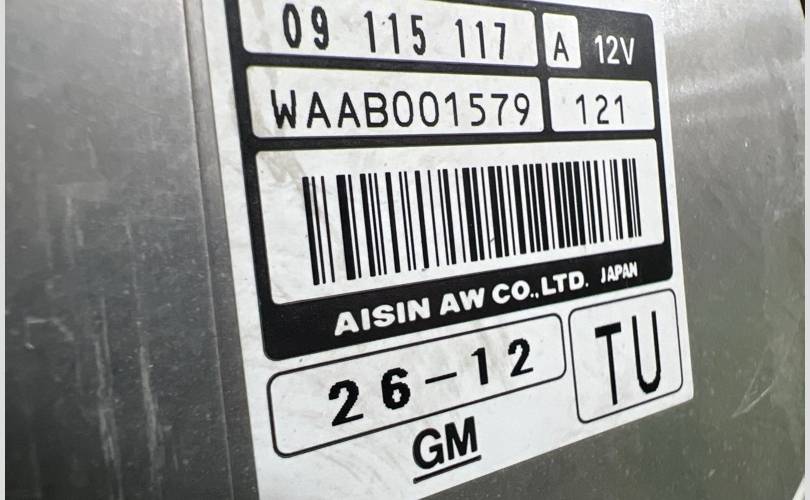 09 115 117 A 12V
WAAB001579 121
AISIN AW CO.,LTD. JAPAN
26-12 TU
GM